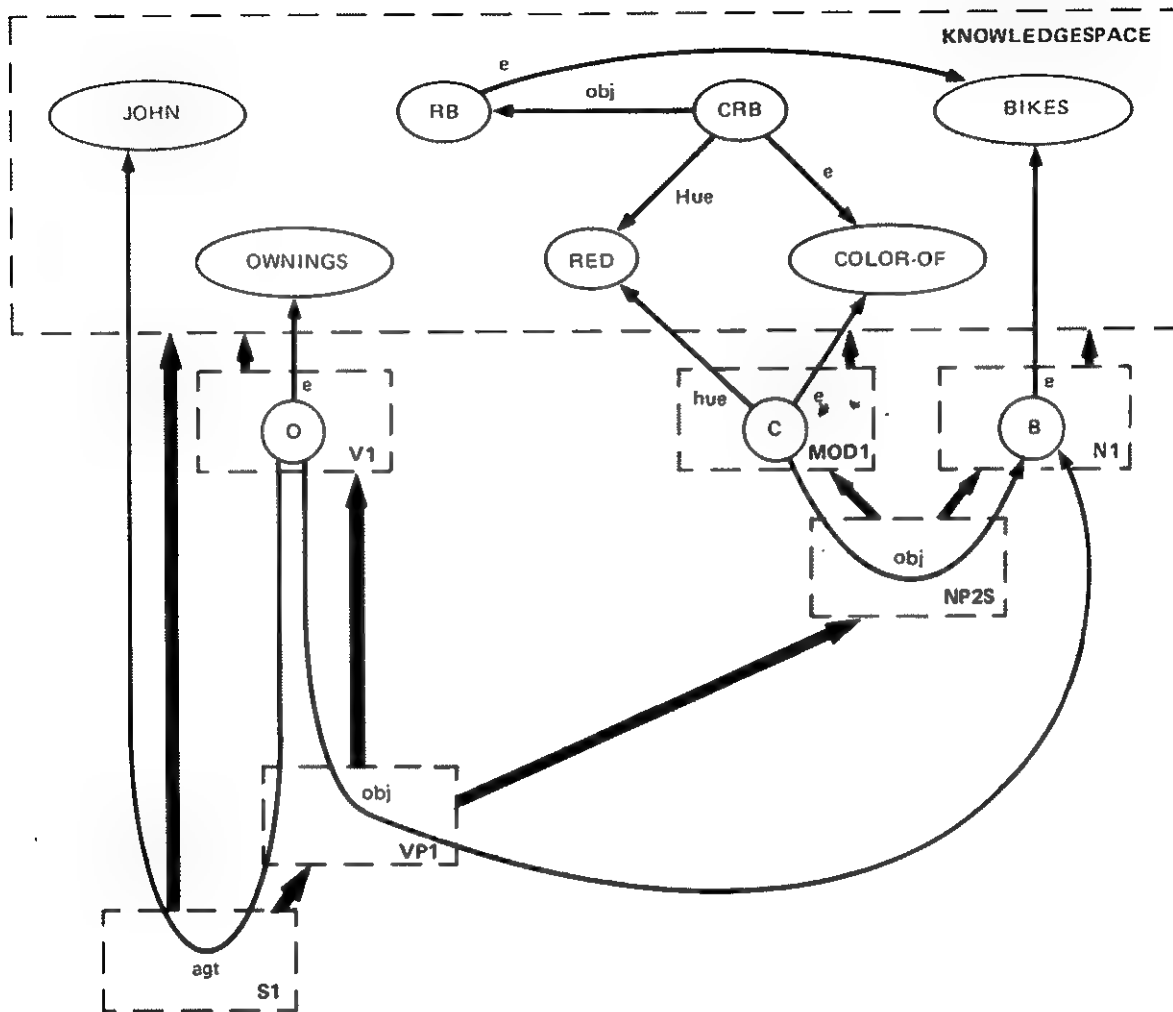 KNOWLEDGESPACE
e
JOHN
RB
obj
CRB
BIKES
Hue
e
OWNINGS
RED
COLOR-OF
e
hue
e
e
O
C
B
V1
MOD1
N1
obj
NP2S
obj
VP1
agt
S1